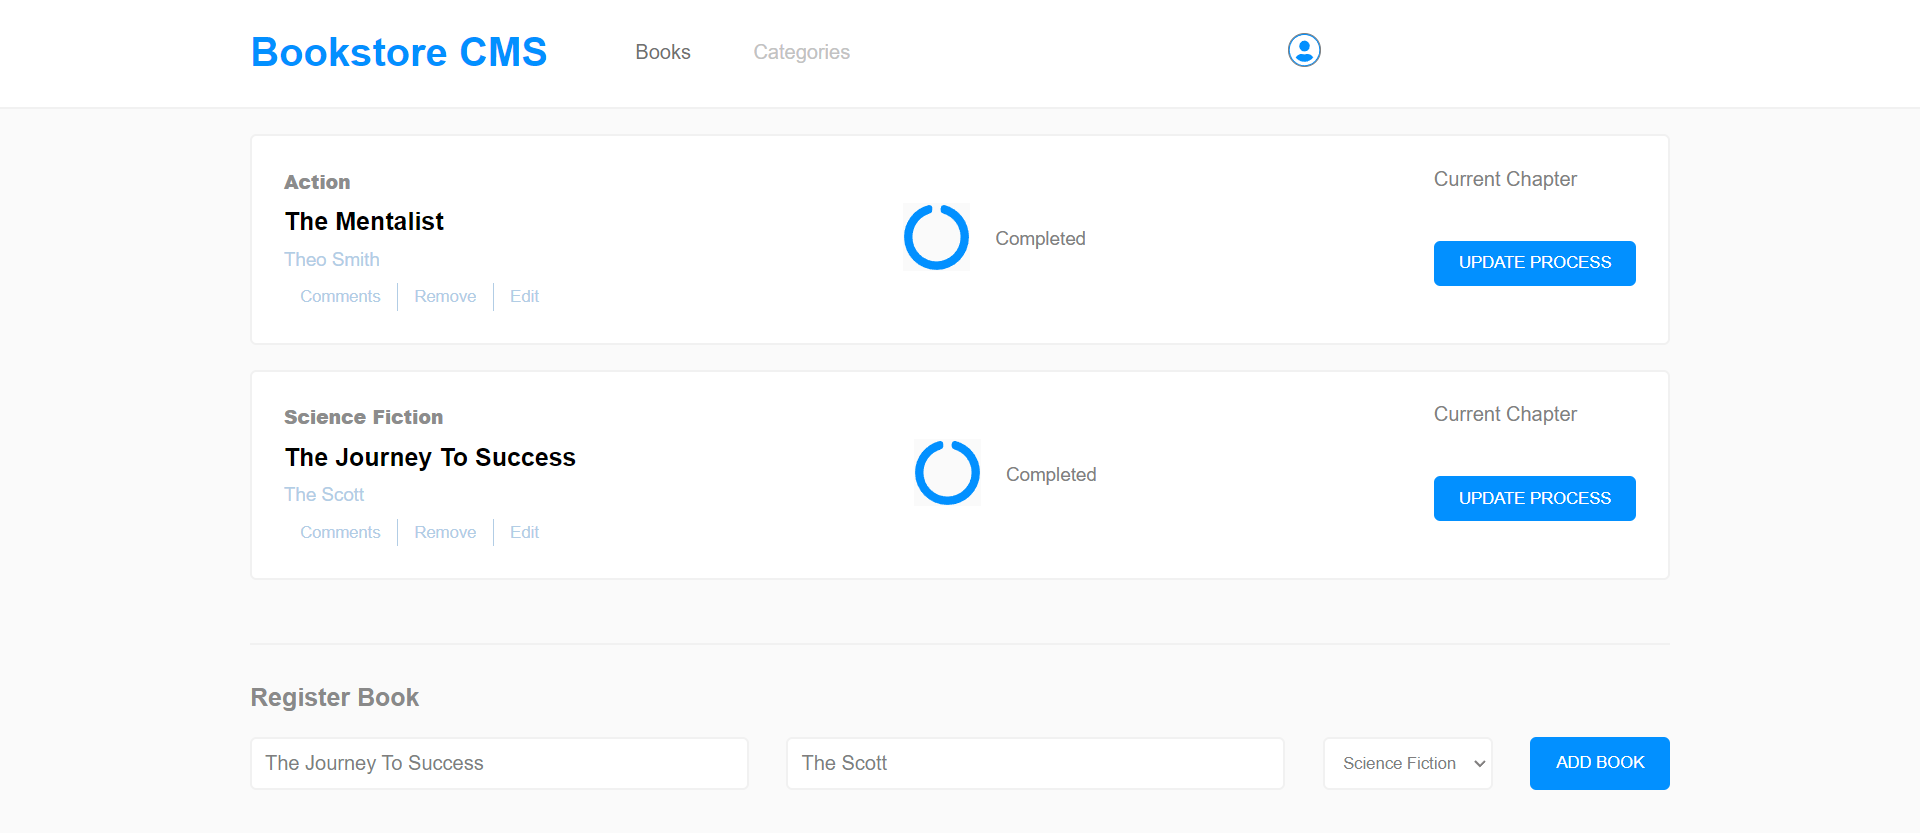 Bookstore CMS Books Categories
Action
The Mentalist
Theo Smith
Comments Remove Edit
Completed
Current Chapter
UPDATE PROCESS
Science Fiction
The Journey To Success
The Scott
Comments Remove Edit
Completed
Current Chapter
UPDATE PROCESS
Register Book
The Journey To Success The Scott Science Fiction ADD BOOK